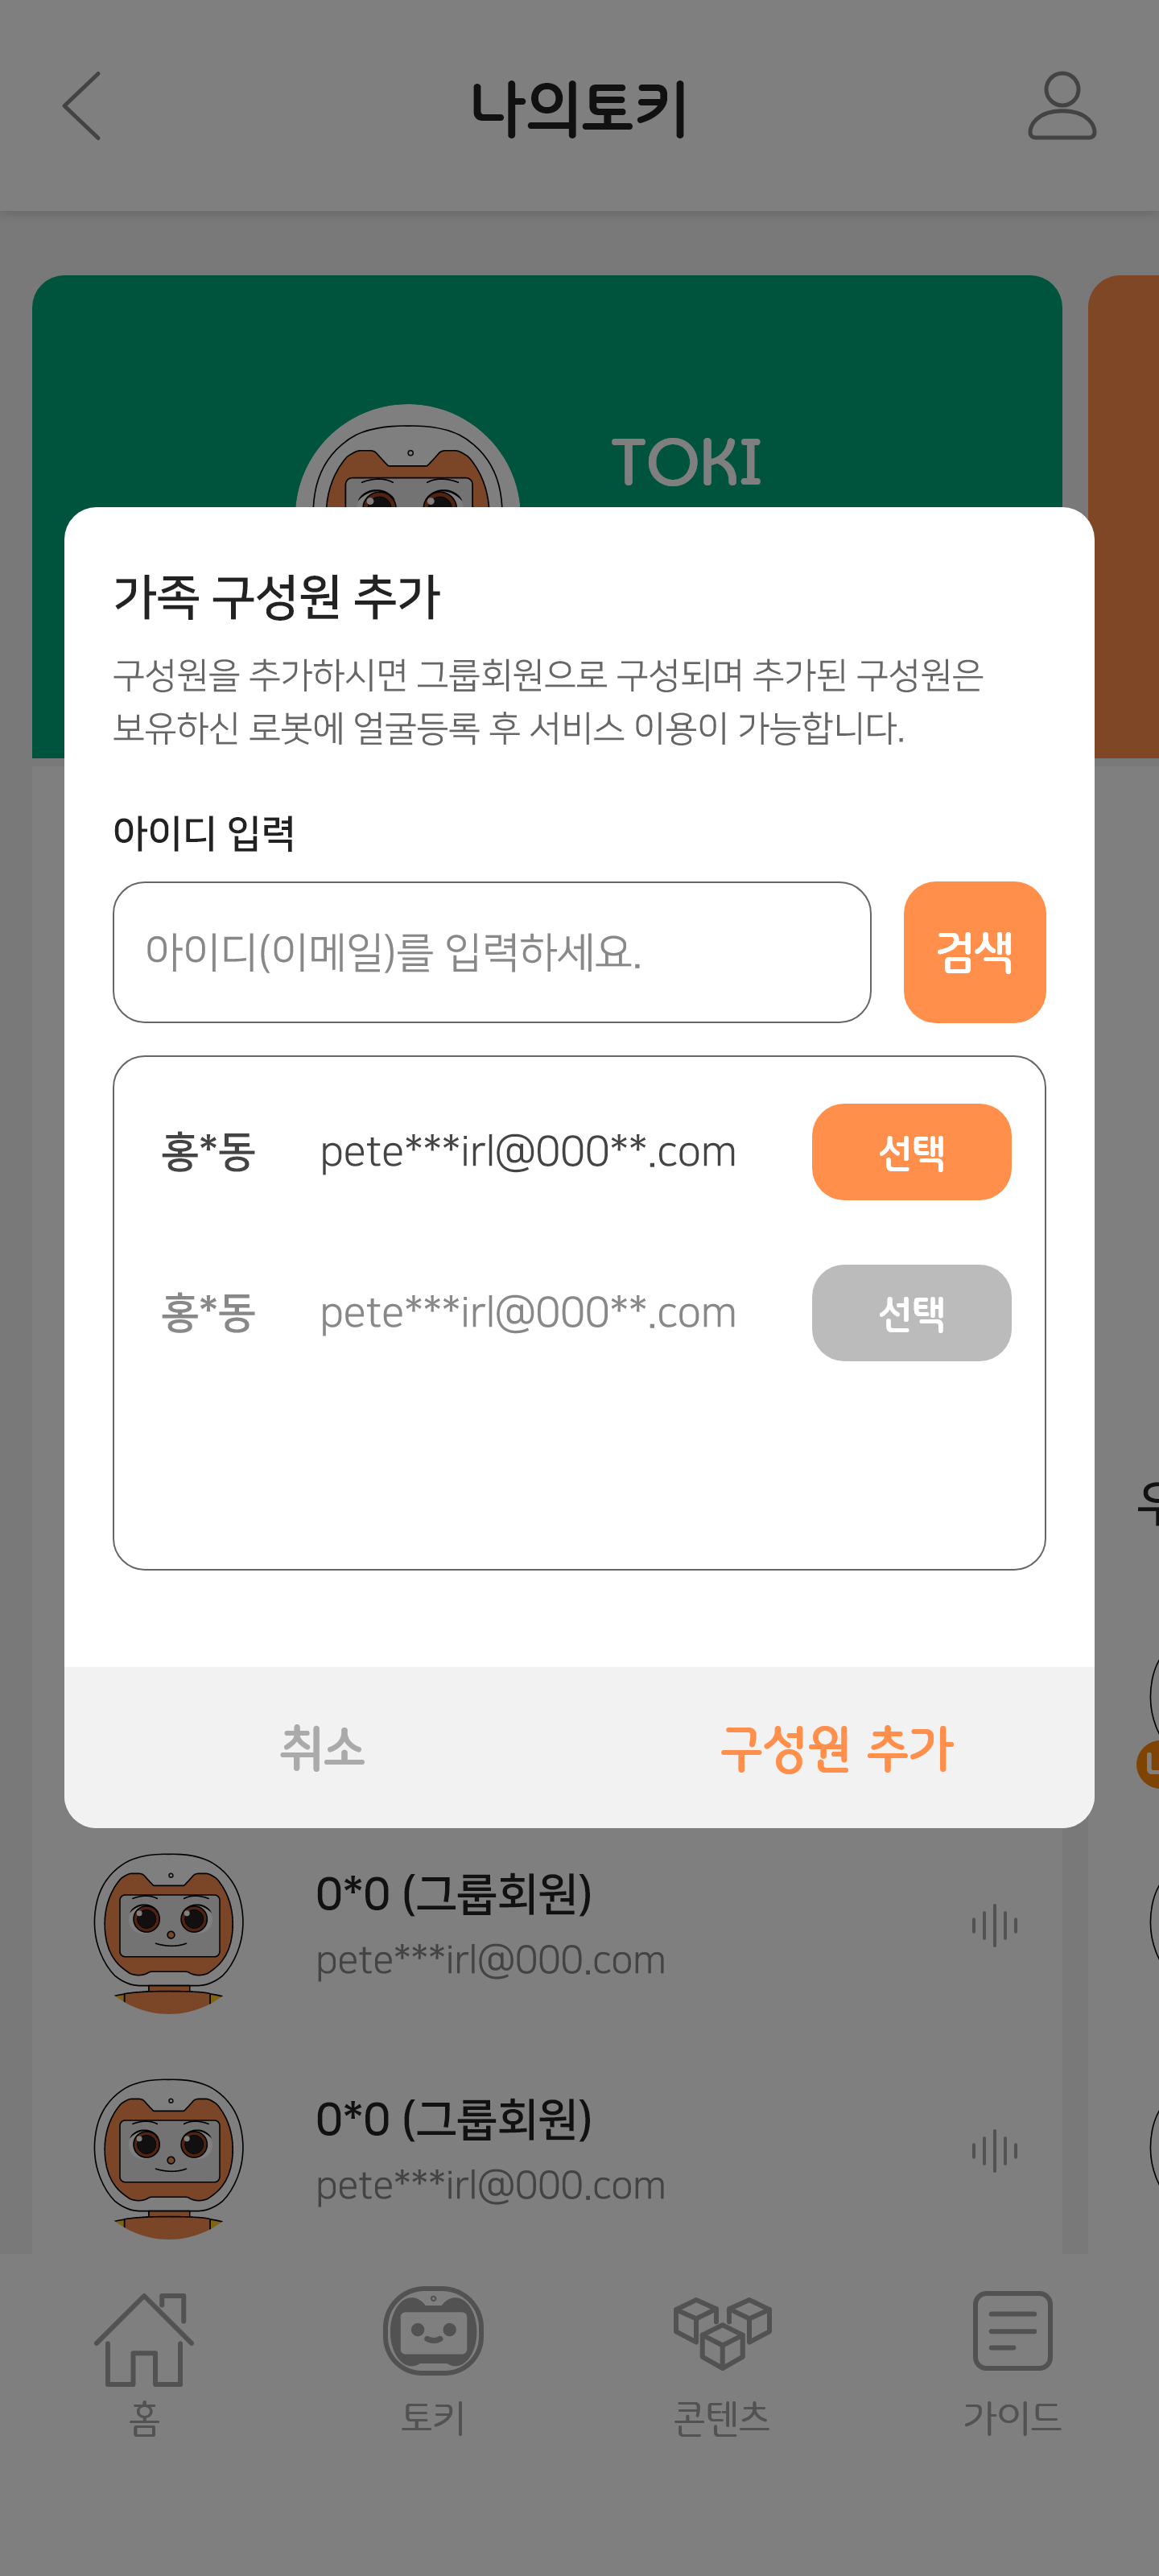 나의토키
TOKI
가족 구성원 추가
구성원을 추가하시면 그룹회원으로 구성되며 추가된 구성원은
보유하신 로봇에 얼굴등록 후 서비스 이용이 가능합니다.
아이디 입력
아이디(이메일)를 입력하세요.
검색
홍*동 pete***irl@000**.com 선택
홍*동 pete***irl@000**.com 선택
취소 구성원 추가
0*0 (그룹회원)
pete***irl@000.com
0*0 (그룹회원)
pete***irl@000.com
홈 토키 콘텐츠 가이드